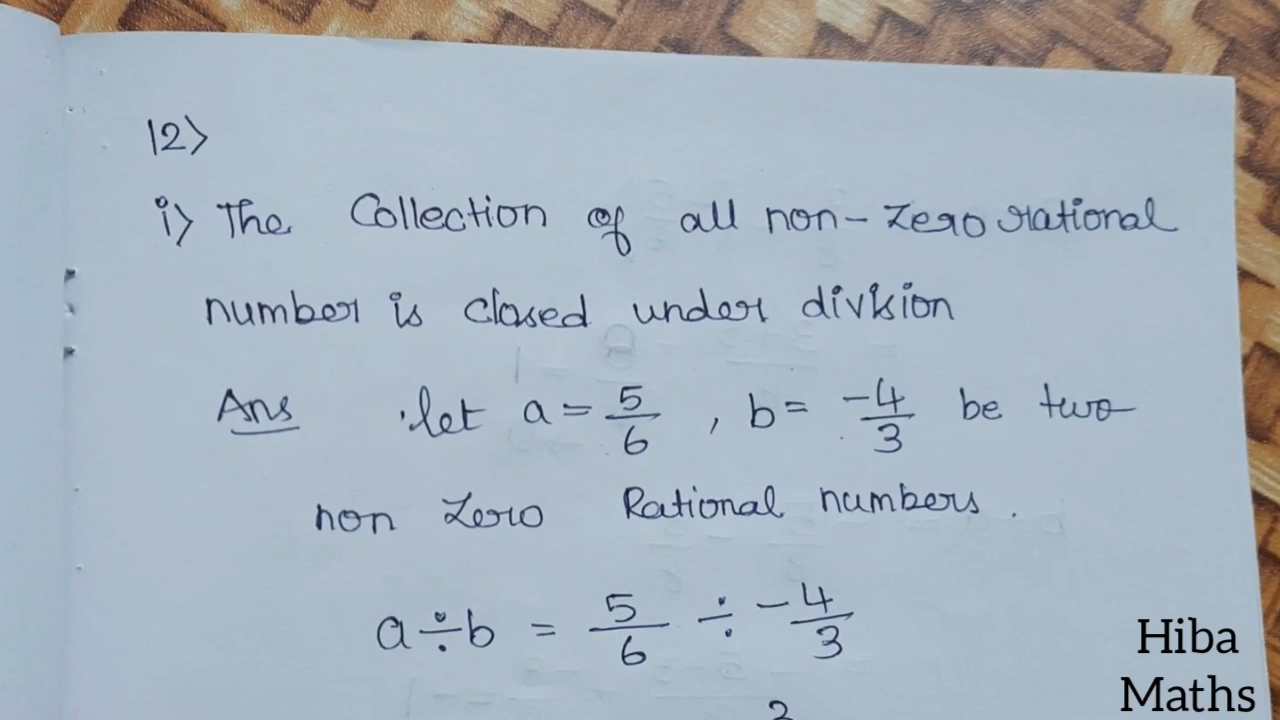 12)
i) The Collection of all non-zero rational
number is closed under division
Ans let a = 5/6 , b = -4/3 be two
non Zero Rational numbers.
a ÷ b = 5/6 ÷ -4/3
Hiba
Maths